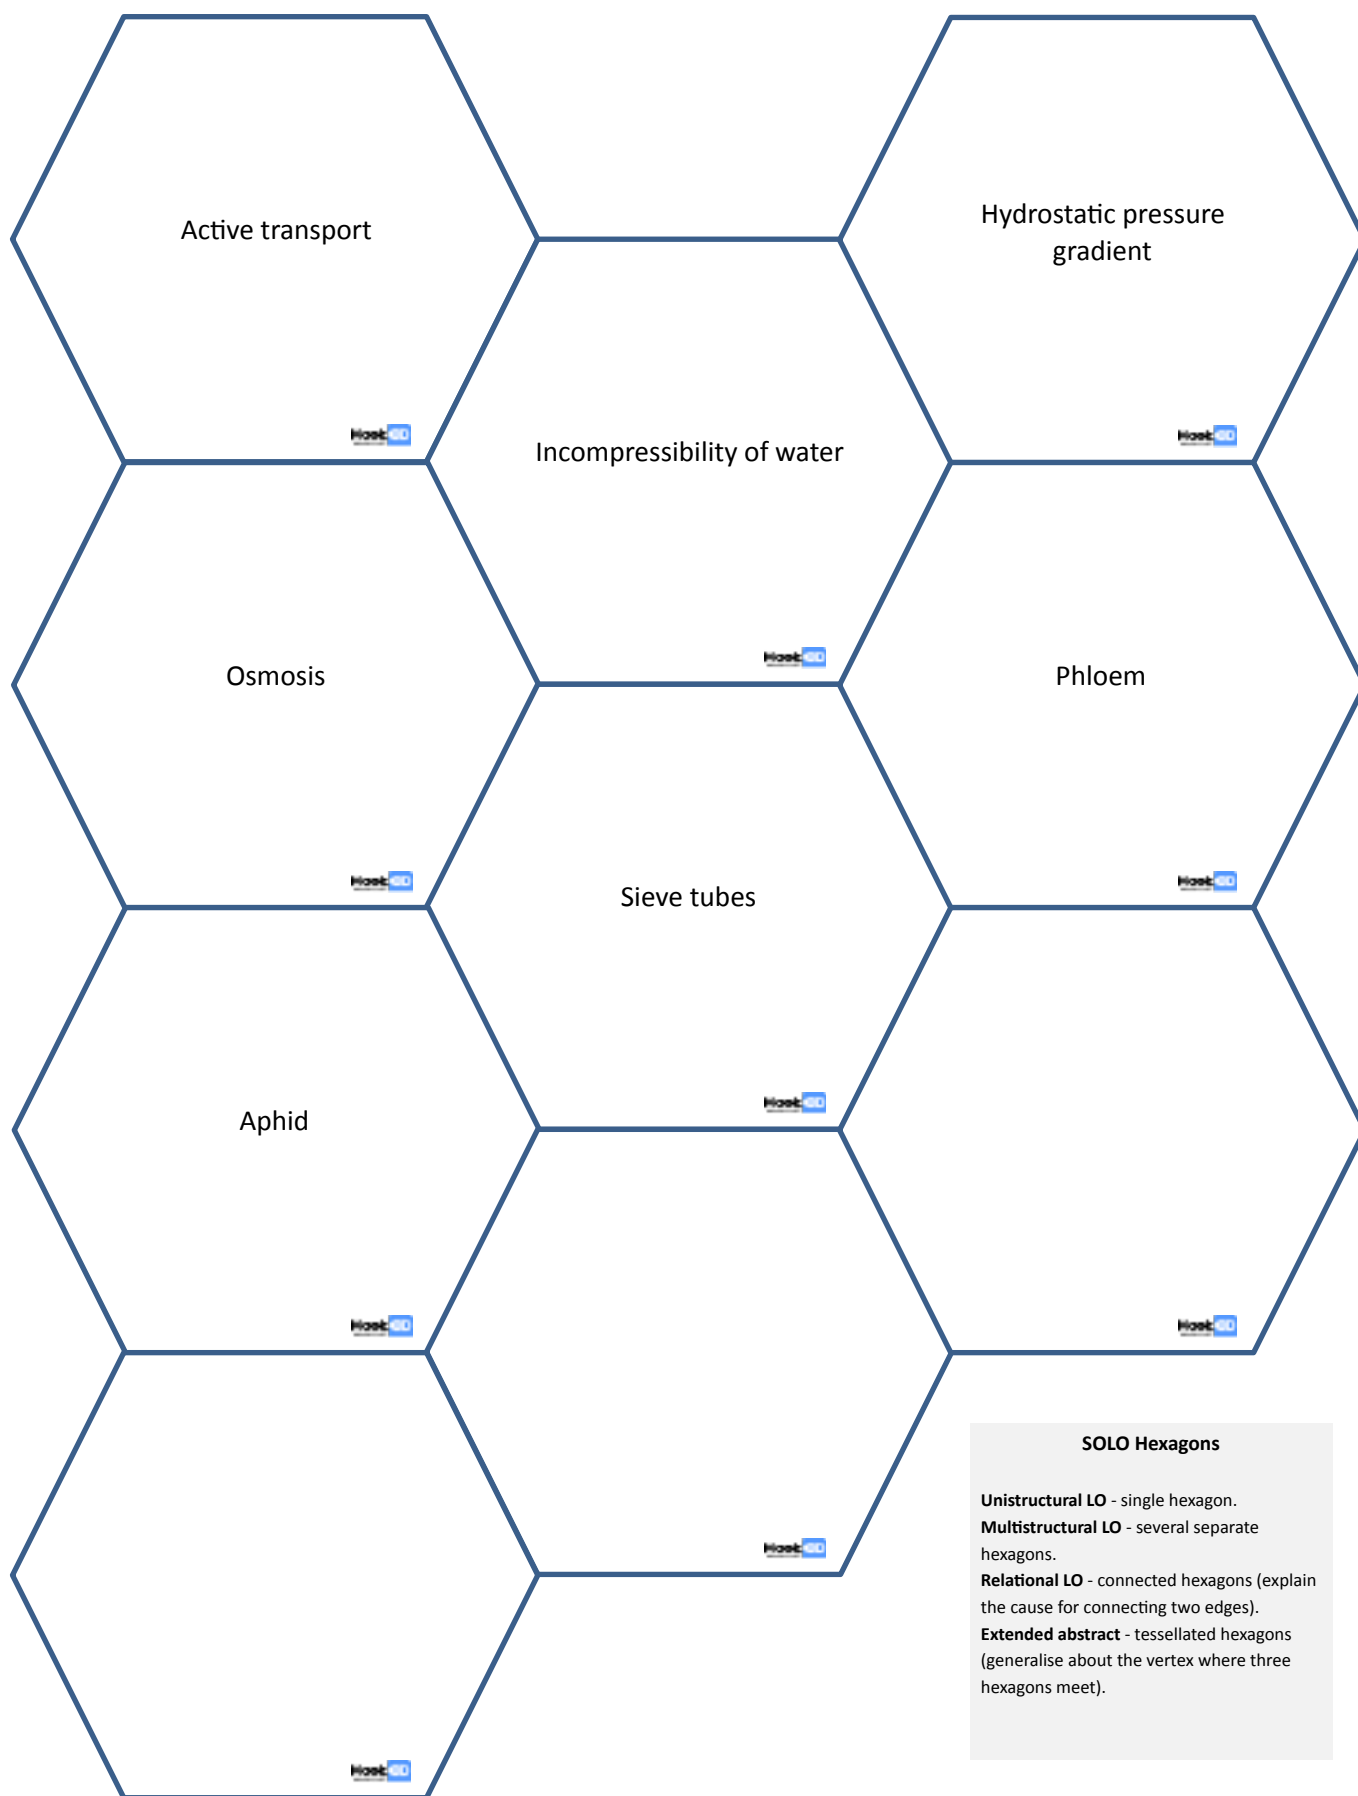 Active transport
Hydrostatic pressure
gradient
Incompressibility of water
Osmosis
Phloem
Sieve tubes
Aphid
SOLO Hexagons
Unistructural LO - single hexagon.
Multistructural LO - several separate
hexagons.
Relational LO - connected hexagons (explain
the cause for connecting two edges).
Extended abstract - tessellated hexagons
(generalise about the vertex where three
hexagons meet).